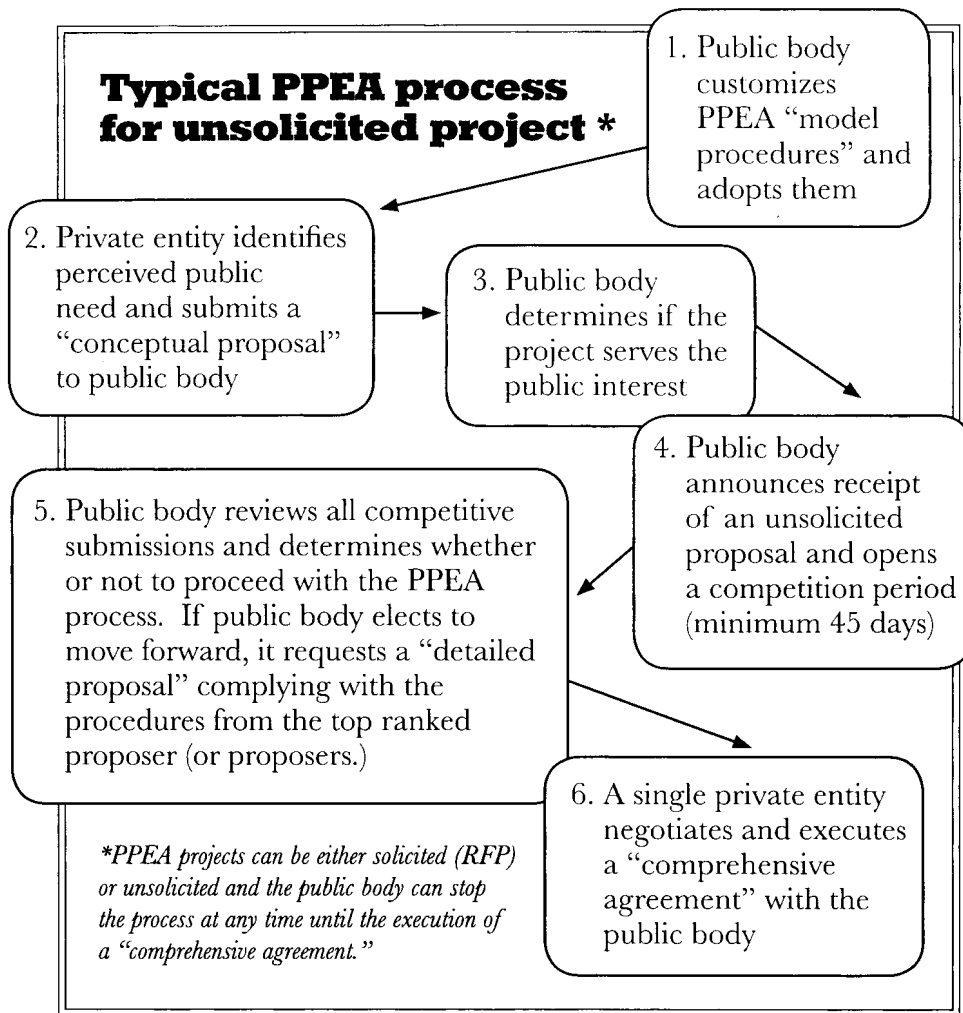 Typical PPEA process
for unsolicited project *
1. Public body
customizes
PPEA “model
procedures” and
adopts them
2. Private entity identifies
perceived public
need and submits a
“conceptual proposal”
to public body
3. Public body
determines if the
project serves the
public interest
4. Public body
announces receipt
of an unsolicited
proposal and opens
a competition period
(minimum 45 days)
5. Public body reviews all competitive
submissions and determines whether
or not to proceed with the PPEA
process. If public body elects to
move forward, it requests a “detailed
proposal” complying with the
procedures from the top ranked
proposer (or proposers.)
6. A single private entity
negotiates and executes
a “comprehensive
agreement” with the
public body
*PPEA projects can be either solicited (RFP)
or unsolicited and the public body can stop
the process at any time until the execution of
a “comprehensive agreement.”